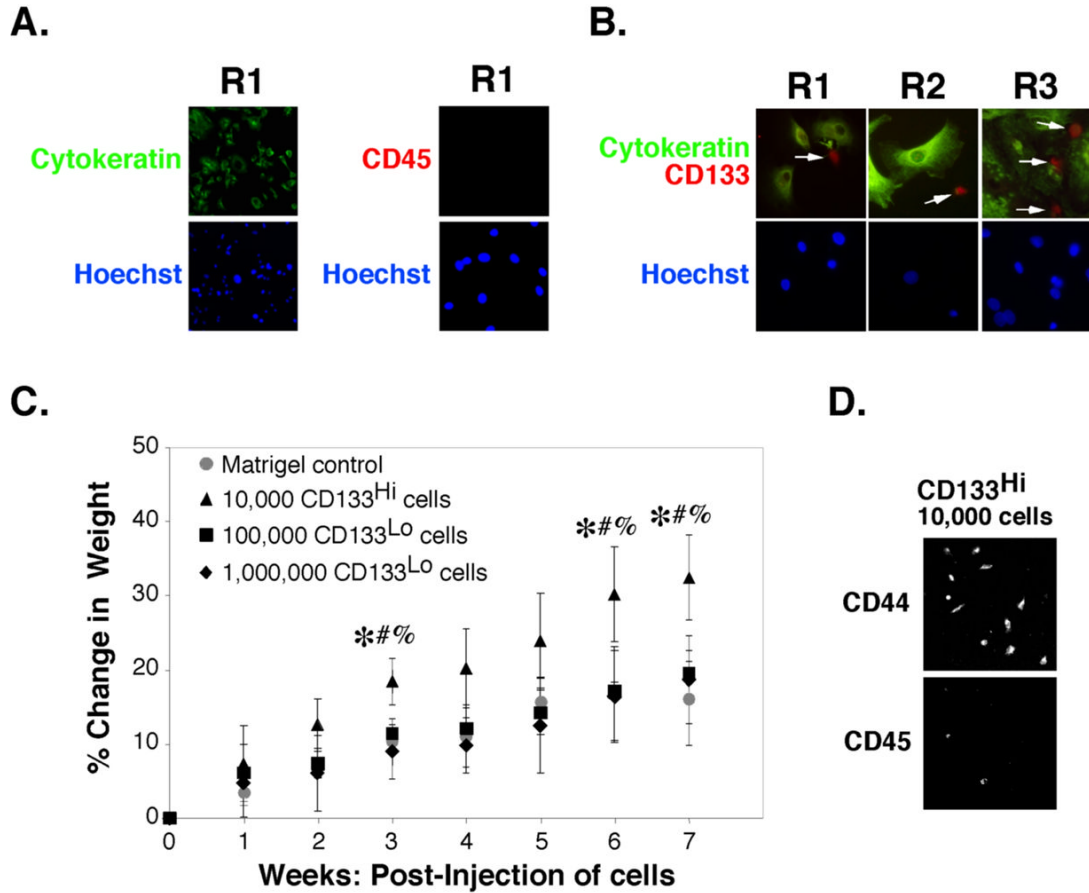 A.
R1
R1
Cytokeratin
CD45
Hoechst
Hoechst
B.
R1 R2 R3
Cytokeratin
CD133
Hoechst
C.
% Change in Weight
50
40
30
20
10
0
Matrigel control
10,000 CD133Hi cells
100,000 CD133Lo cells
1,000,000 CD133Lo cells
*#%
*#%
*#%
0 1 2 3 4 5 6 7
Weeks: Post-Injection of cells
D.
CD133Hi
10,000 cells
CD44
CD45